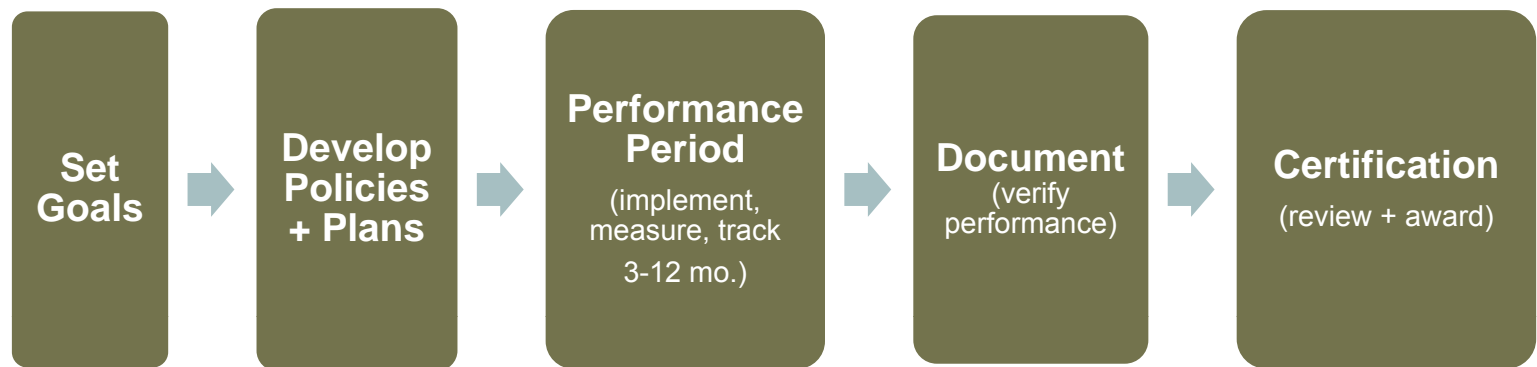 Set
Goals
Develop
Policies
+ Plans
Performance
Period
(implement,
measure, track
3-12 mo.)
Document
(verify
performance)
Certification
(review + award)